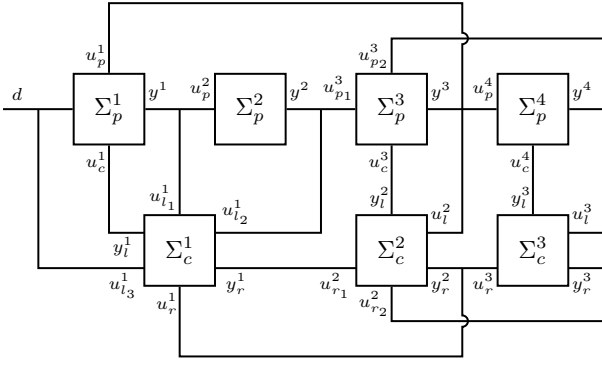 u_p^1
u_{p_2}^3
d
Σ_p^1
y^1
u_p^2
Σ_p^2
y^2
u_{p_1}^3
Σ_p^3
y^3
u_p^4
Σ_p^4
y^4
u_c^1
u_c^3
u_c^4
u_{l_1}^1
u_{l_2}^1
y_l^2
u_l^2
y_l^3
u_l^3
y_l^1
Σ_c^1
Σ_c^2
Σ_c^3
u_{l_3}^1
y_r^1
u_{r_1}^2
y_r^2
u_r^3
y_r^3
u_r^1
u_{r_2}^2